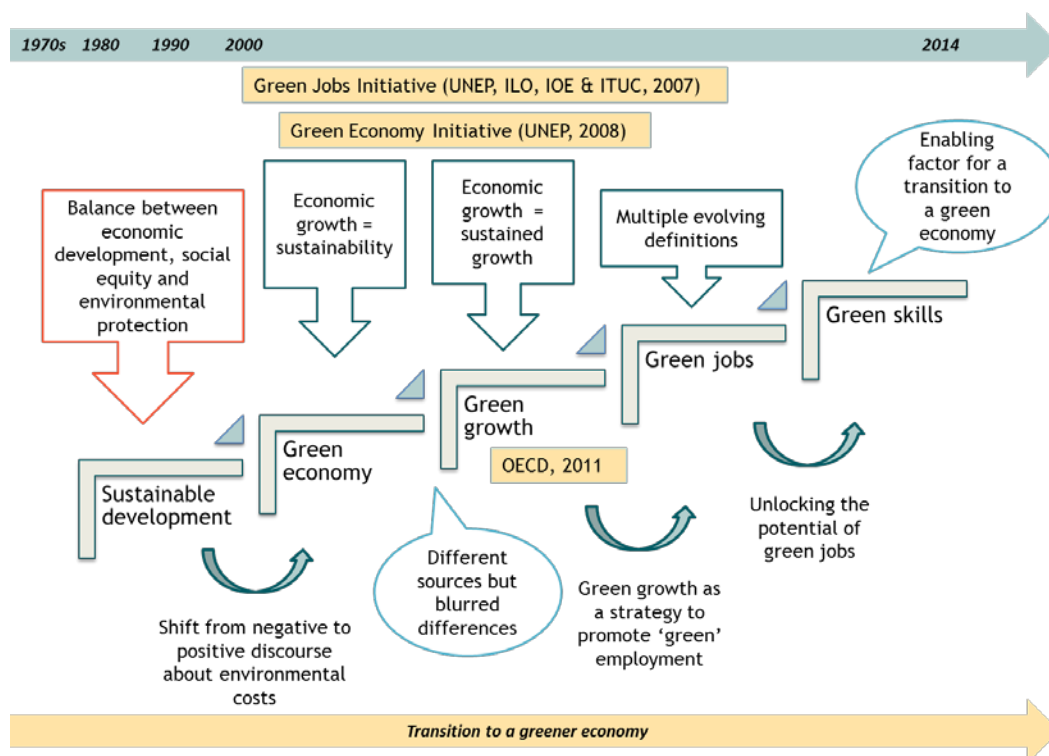 1970s 1980 1990 2000 2014
Green Jobs Initiative (UNEP, ILO, IOE & ITUC, 2007)
Green Economy Initiative (UNEP, 2008)
Balance between
economic
development, social
equity and
environmental
protection
Economic
growth =
sustainability
Economic
growth =
sustained
growth
Multiple evolving
definitions
Enabling
factor for a
transition to
a green
economy
Sustainable
development
Green
economy
Green
growth
Green jobs
Green skills
OECD, 2011
Shift from negative to
positive discourse
about environmental
costs
Different
sources but
blurred
differences
Green growth as
a strategy to
promote ‘green’
employment
Unlocking the
potential of
green jobs
Transition to a greener economy